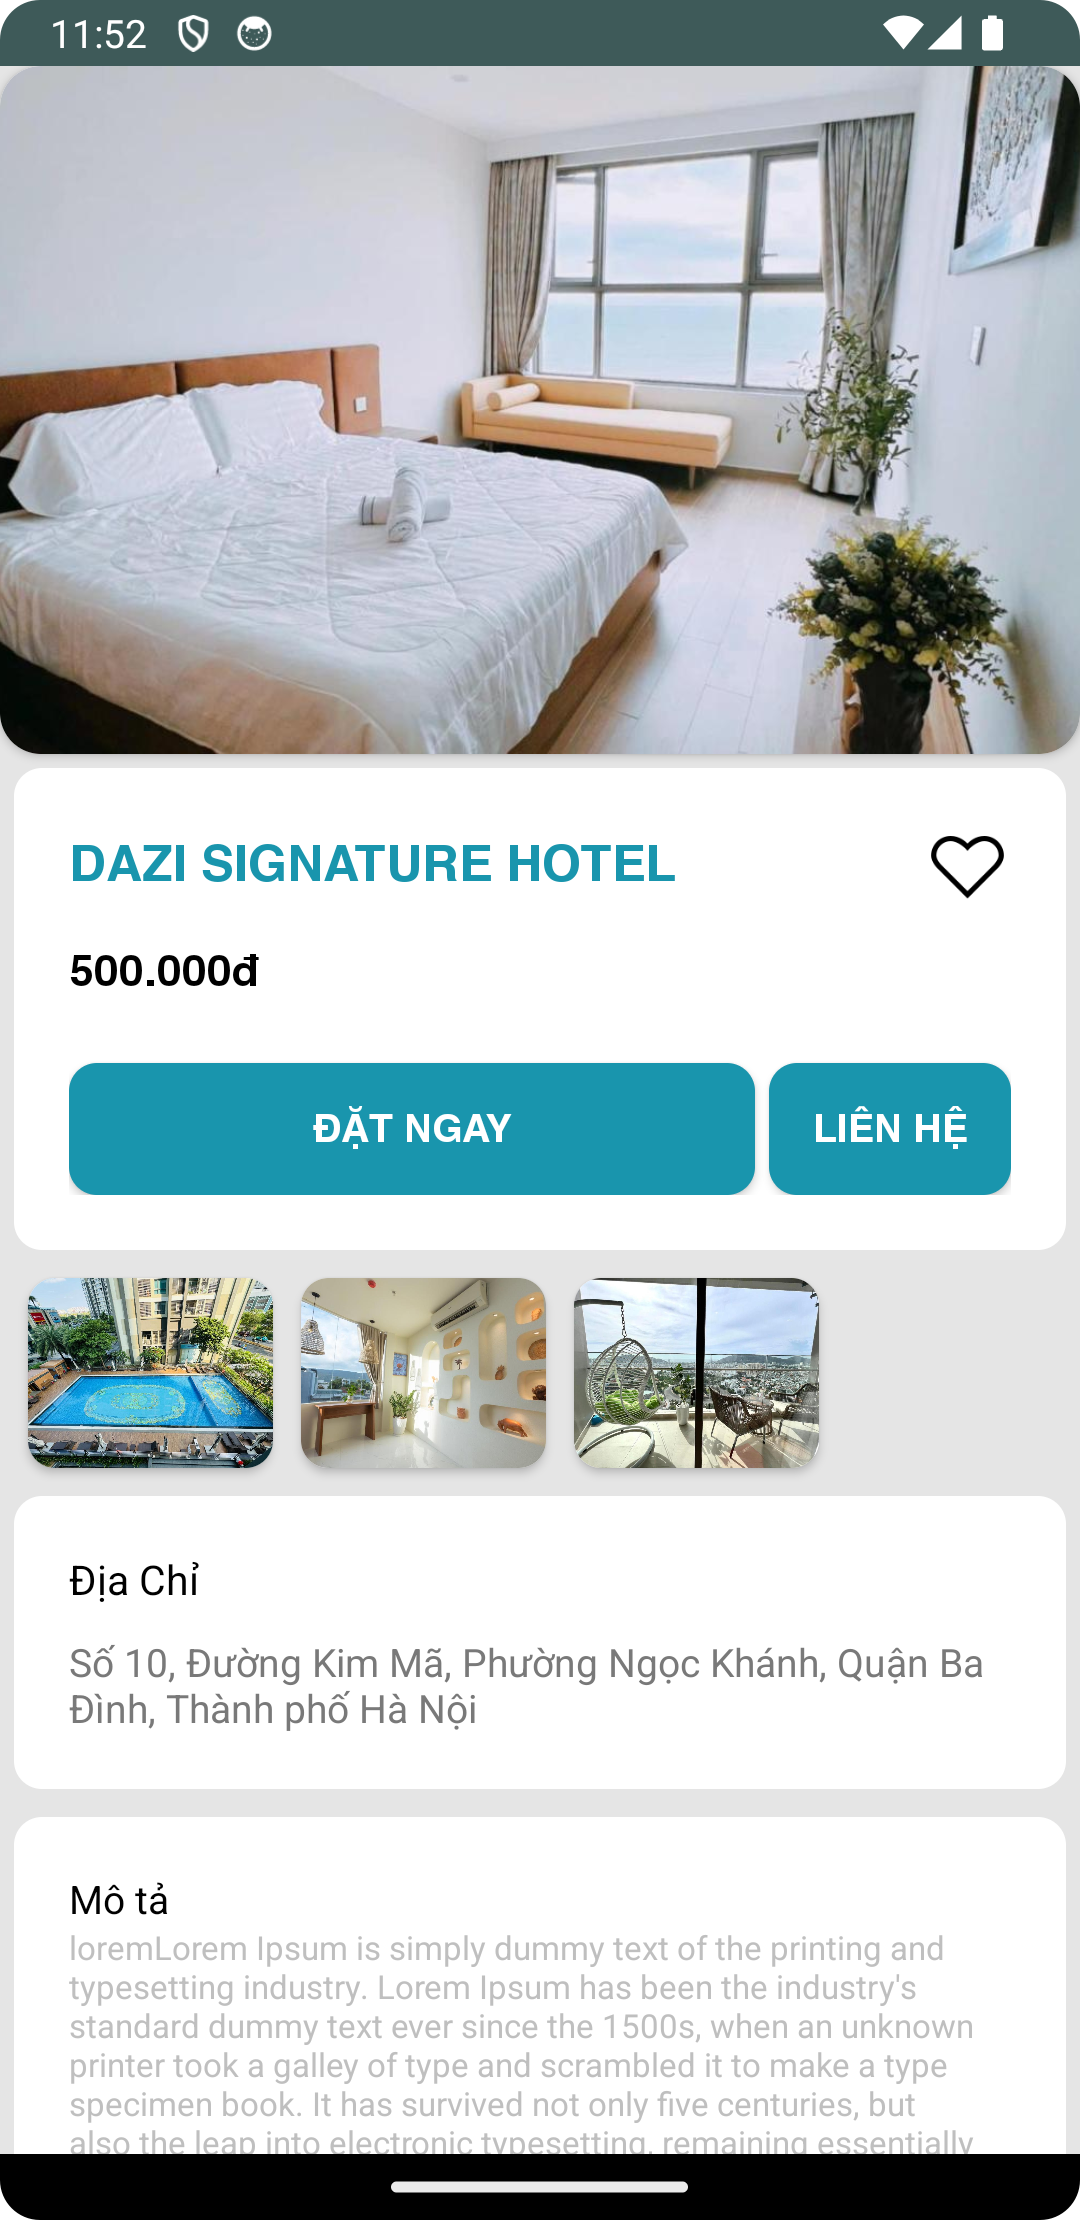 11:52
DAZI SIGNATURE HOTEL
500.000đ
ĐẶT NGAY
LIÊN HỆ
Địa Chỉ
Số 10, Đường Kim Mã, Phường Ngọc Khánh, Quận Ba
Đình, Thành phố Hà Nội
Mô tả
loremLorem Ipsum is simply dummy text of the printing and
typesetting industry. Lorem Ipsum has been the industry's
standard dummy text ever since the 1500s, when an unknown
printer took a galley of type and scrambled it to make a type
specimen book. It has survived not only five centuries, but
also the leap into electronic typesetting, remaining essentially